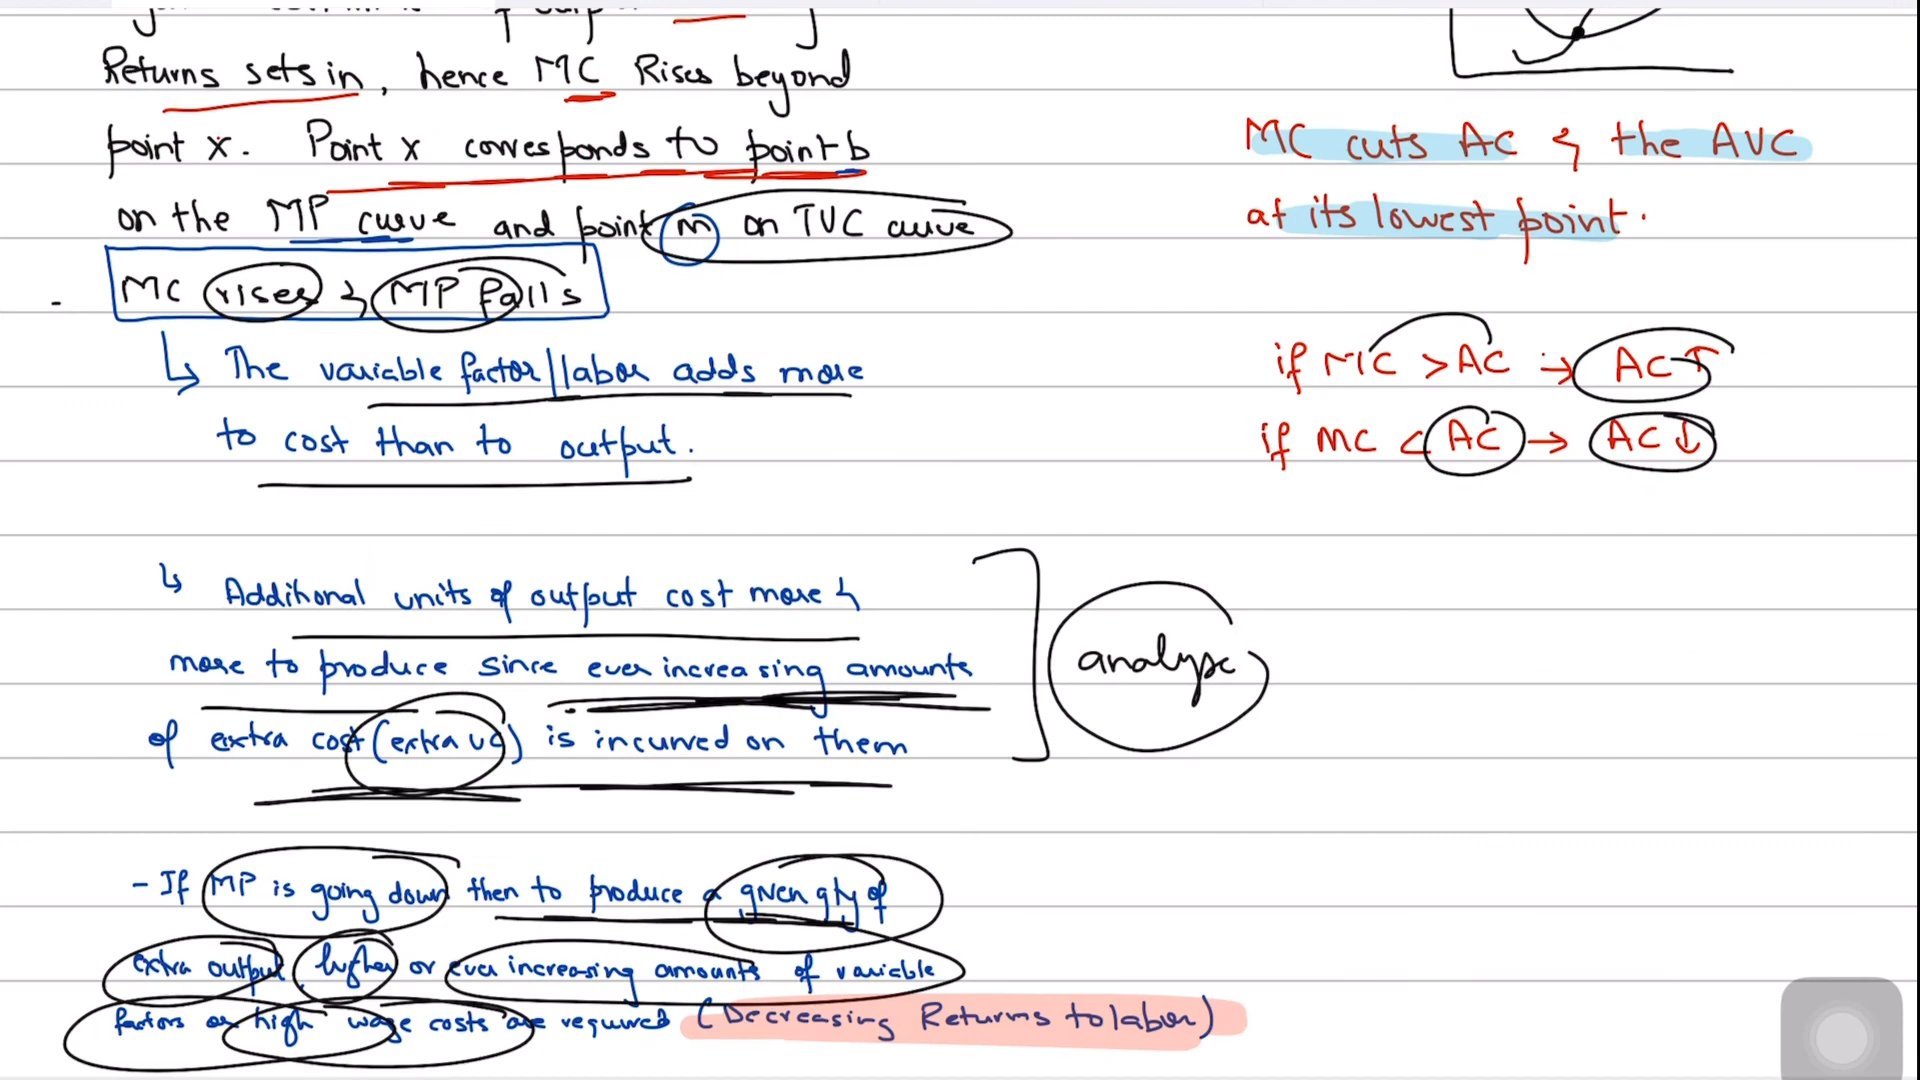 Returns sets in, hence MC Rises beyond
point x. Point x corresponds to point b
on the MP curve and point m on TVC curve
- MC rises & MP falls
↳ The variable factor/labor adds more
to cost than to output.
↳ Additional units of output cost more &
more to produce since ever increasing amounts
of extra cost (extra VC) is incurred on them
analyse
- If MP is going down then to produce a given qty of
extra output, higher or ever increasing amounts of variable
factors or high wage costs are required (Decreasing Returns to labor)
MC cuts AC & the AVC
at its lowest point.
if MC > AC → AC↑
if MC < AC → AC↓